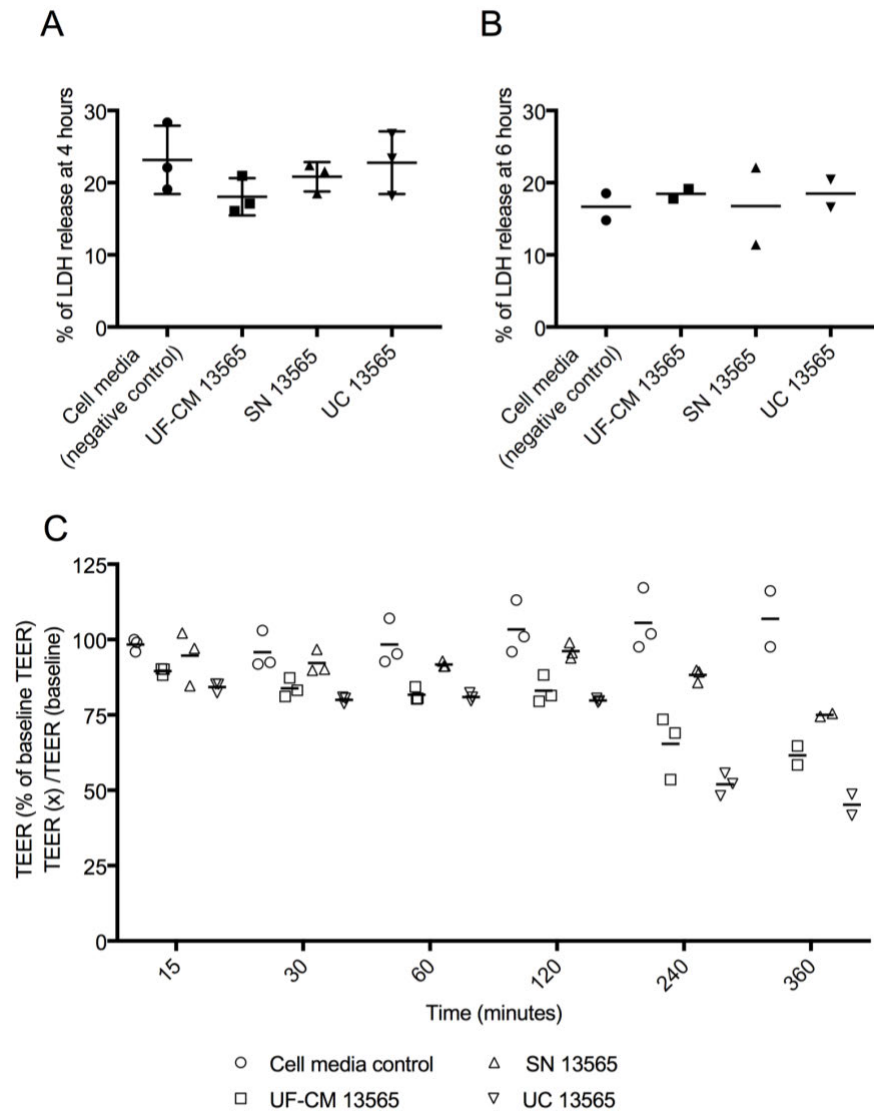 A
% of LDH release at 4 hours
30
20
10
0
Cell media
(negative control)
UF-CM 13565
SN 13565
UC 13565
B
% of LDH release at 6 hours
30
20
10
0
Cell media
(negative control)
UF-CM 13565
SN 13565
UC 13565
C
TEER (% of baseline TEER)
TEER (x) /TEER (baseline)
125
100
75
50
25
0
15 30 60 120 240 360
Time (minutes)
Cell media control
UF-CM 13565
SN 13565
UC 13565